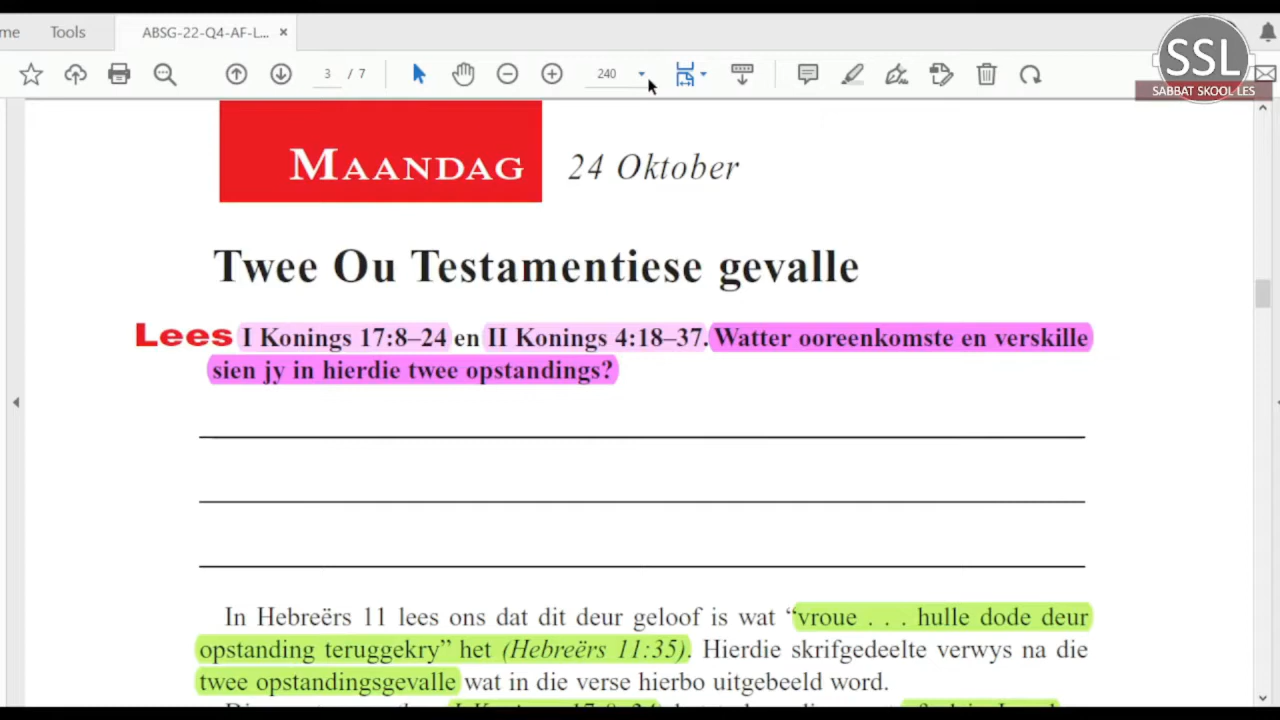 me Tools ABSG-22-Q4-AF-L... ×
SSL
SABBAT SKOOL LES
3 / 7 240
MAANDAG 24 Oktober
Twee Ou Testamentiese gevalle
Lees I Konings 17:8–24 en II Konings 4:18–37. Watter ooreenkomste en verskille
sien jy in hierdie twee opstandings?
In Hebreërs 11 lees ons dat dit deur geloof is wat “vroue . . . hulle dode deur
opstanding teruggekry” het (Hebreërs 11:35). Hierdie skrifgedeelte verwys na die
twee opstandingsgevalle wat in die verse hierbo uitgebeeld word.